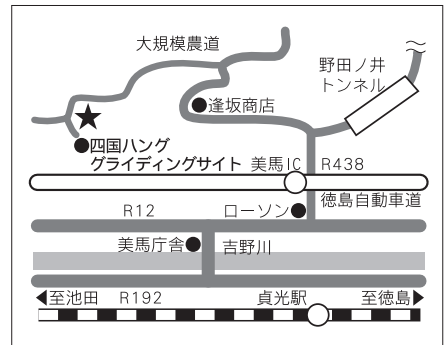 大規模農道
野田ノ井
トンネル
●逢坂商店
★
●四国ハング
グライディングサイト
美馬IC
R438
徳島自動車道
R12
ローソン●
美馬庁舎●
吉野川
◀至池田
R192
貞光駅
至徳島▶